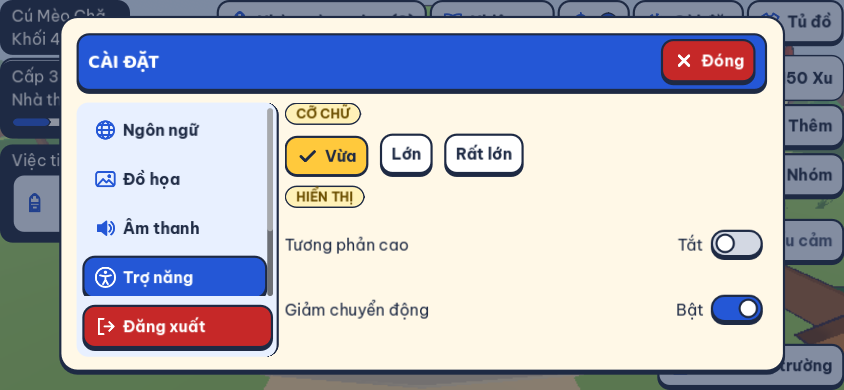 Cú Mèo Chă
Khối 4
Cấp 3
Nhà th
Việc ti
Tủ đồ
50 Xu
Thêm
Nhóm
u cảm
trường
CÀI ĐẶT
Đóng
Ngôn ngữ
Đồ họa
Âm thanh
Trợ năng
Đăng xuất
CỠ CHỮ
Vừa
Lớn
Rất lớn
HIỂN THỊ
Tương phản cao
Tắt
Giảm chuyển động
Bật